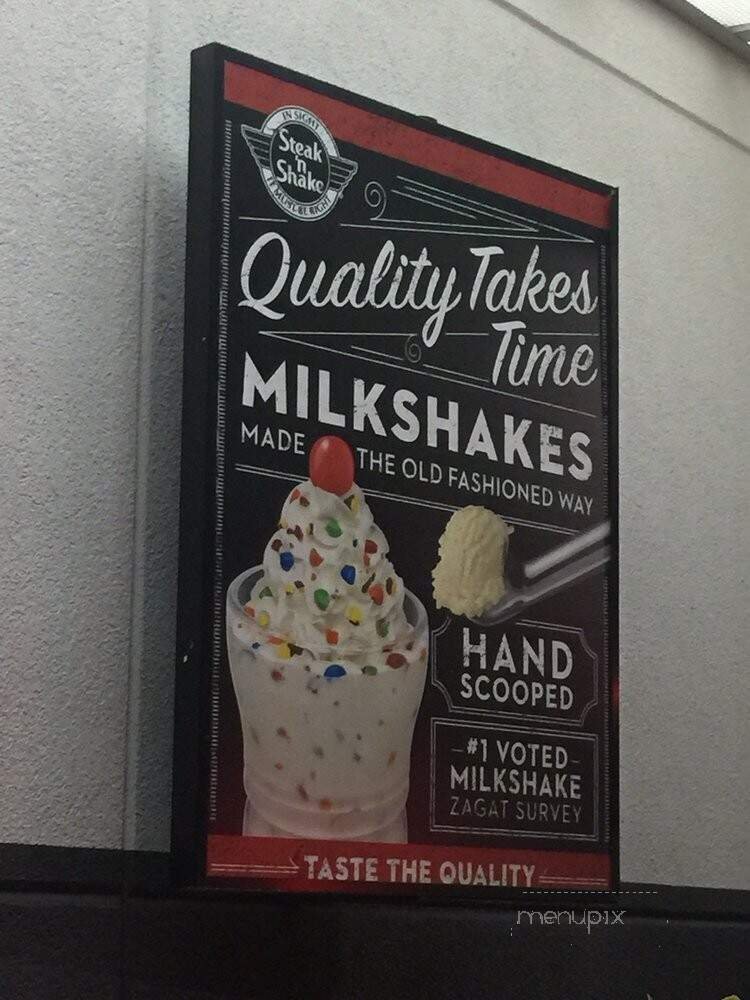 IN SIGHT
Steak
'n
Shake
IT MUST BE RIGHT
Quality Takes
Time
MILKSHAKES
MADE THE OLD FASHIONED WAY
HAND
SCOOPED
#1 VOTED
MILKSHAKE
ZAGAT SURVEY
TASTE THE QUALITY
menupix